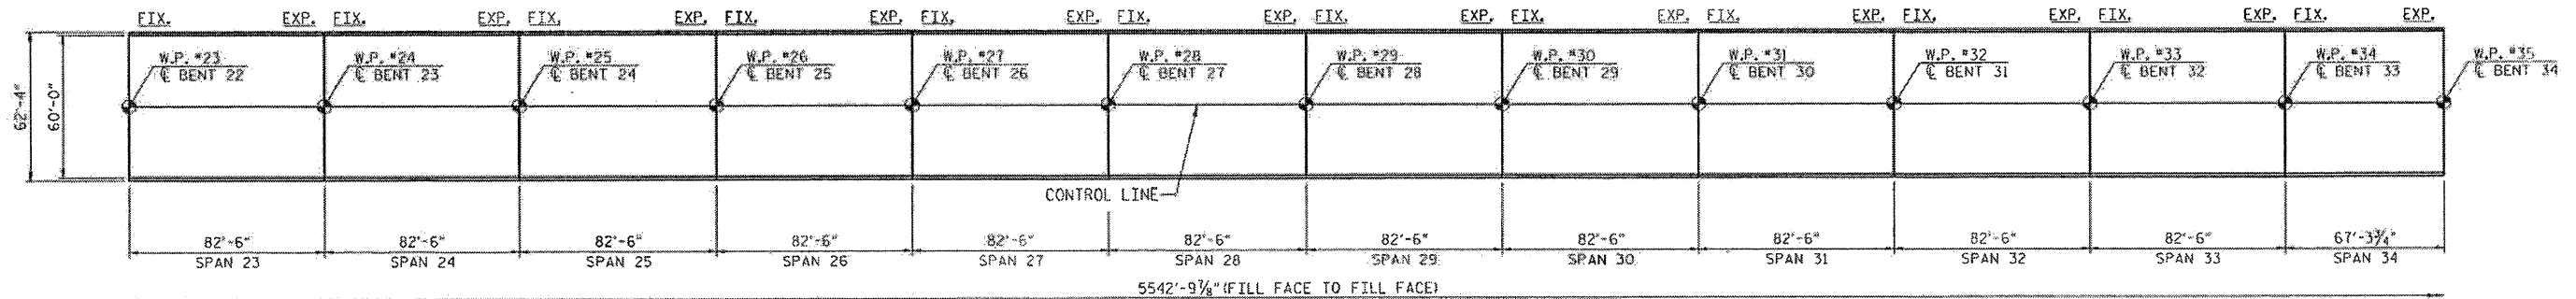 FIX. EXP. FIX. EXP. FIX. EXP. FIX. EXP. FIX. EXP. FIX. EXP. FIX. EXP. FIX. EXP. FIX. EXP. FIX. EXP. FIX. EXP. FIX. EXP.
W.P. #23
℄ BENT 22
W.P. #24
℄ BENT 23
W.P. #25
℄ BENT 24
W.P. #26
℄ BENT 25
W.P. #27
℄ BENT 26
W.P. #28
℄ BENT 27
W.P. #29
℄ BENT 28
W.P. #30
℄ BENT 29
W.P. #31
℄ BENT 30
W.P. #32
℄ BENT 31
W.P. #33
℄ BENT 32
W.P. #34
℄ BENT 33
W.P. #35
℄ BENT 34
62'-4"
60'-0"
CONTROL LINE
82'-6" 82'-6" 82'-6" 82'-6" 82'-6" 82'-6" 82'-6" 82'-6" 82'-6" 82'-6" 82'-6" 67'-3¾"
SPAN 23 SPAN 24 SPAN 25 SPAN 26 SPAN 27 SPAN 28 SPAN 29 SPAN 30 SPAN 31 SPAN 32 SPAN 33 SPAN 34
5542'-9⅞" (FILL FACE TO FILL FACE)